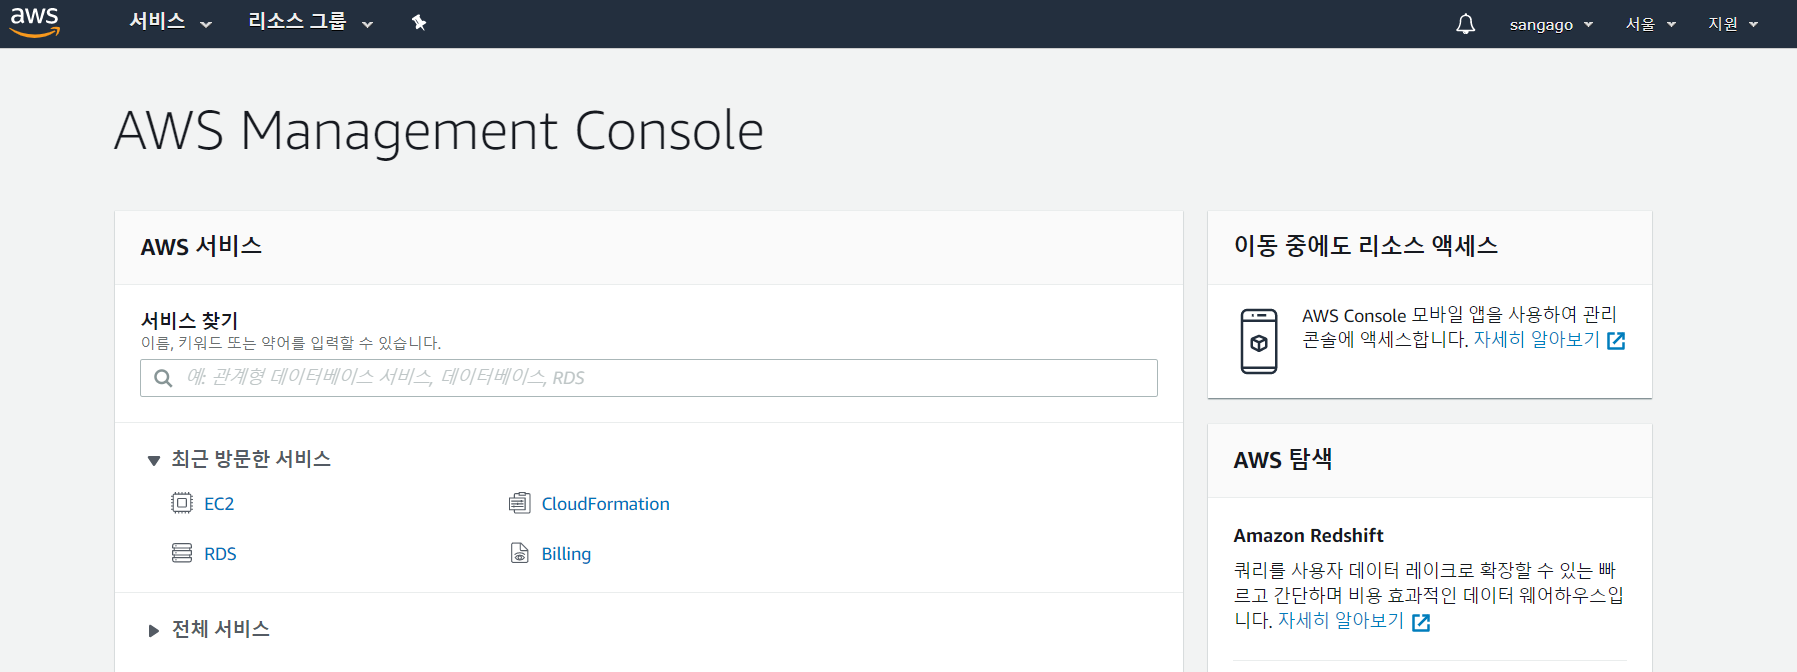 aws 서비스 리소스 그룹 sangago 서울 지원
AWS Management Console
AWS 서비스
서비스 찾기
이름, 키워드 또는 약어를 입력할 수 있습니다.
예: 관계형 데이터베이스 서비스, 데이터베이스, RDS
최근 방문한 서비스
EC2 CloudFormation
RDS Billing
전체 서비스
이동 중에도 리소스 액세스
AWS Console 모바일 앱을 사용하여 관리
콘솔에 액세스합니다. 자세히 알아보기
AWS 탐색
Amazon Redshift
쿼리를 사용자 데이터 레이크로 확장할 수 있는 빠
르고 간단하며 비용 효과적인 데이터 웨어하우스입
니다. 자세히 알아보기